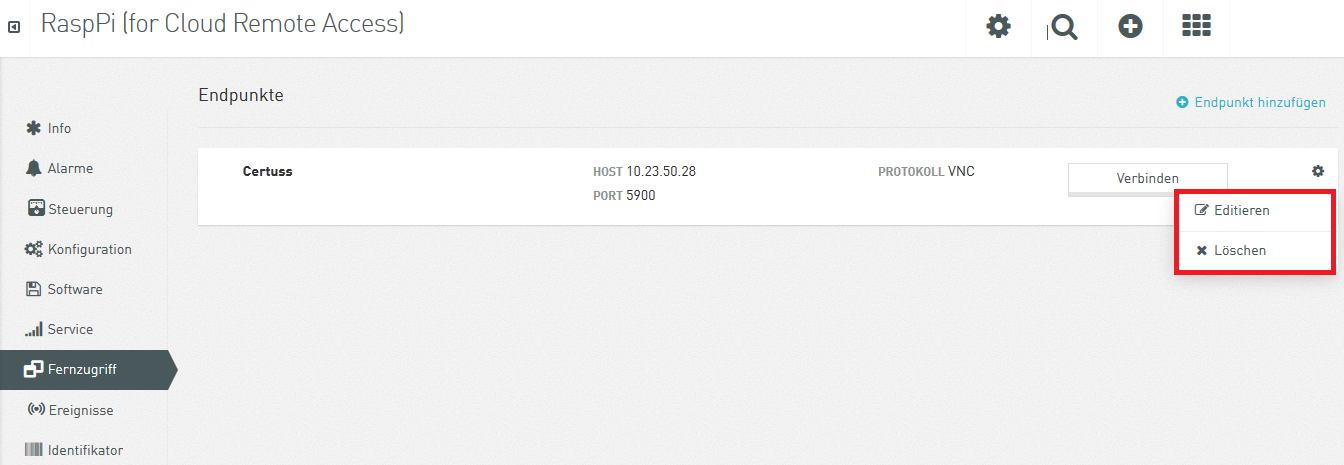 RaspPi (for Cloud Remote Access)
Endpunkte
Endpunkt hinzufügen
Info
Alarme
Steuerung
Konfiguration
Software
Service
Fernzugriff
Ereignisse
Identifikator
Certuss
HOST 10.23.50.28
PORT 5900
PROTOKOLL VNC
Verbinden
Editieren
Löschen